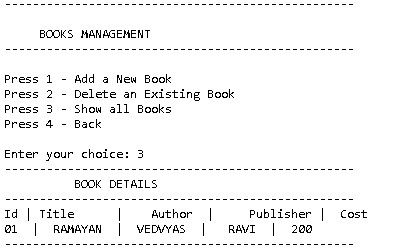 --------------------------------------------------
BOOKS MANAGEMENT
--------------------------------------------------
Press 1 - Add a New Book
Press 2 - Delete an Existing Book
Press 3 - Show all Books
Press 4 - Back
Enter your choice: 3
--------------------------------------------------
BOOK DETAILS
--------------------------------------------------
Id | Title | Author | Publisher | Cost
01 | RAMAYAN | VEDVYAS | RAVI | 200
--------------------------------------------------